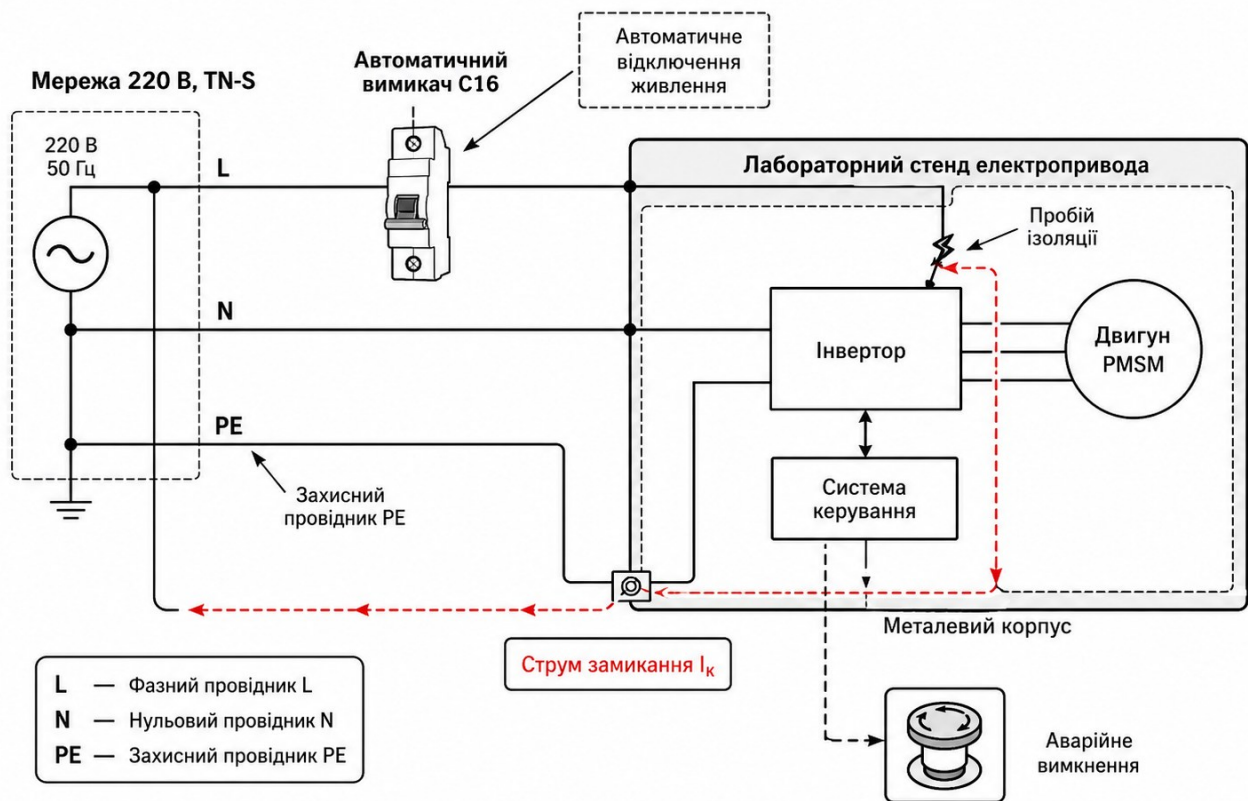 Мережа 220 В, TN-S
220 В
50 Гц
L
N
PE
Захисний
провідник PE
Автоматичний
вимикач С16
Автоматичне
відключення
живлення
Лабораторний стенд електропривода
Пробій
ізоляції
Інвертор
Двигун
PMSM
Система
керування
Металевий корпус
Струм замикання Iк
Аварійне
вимкнення
L — Фазний провідник L
N — Нульовий провідник N
PE — Захисний провідник PE